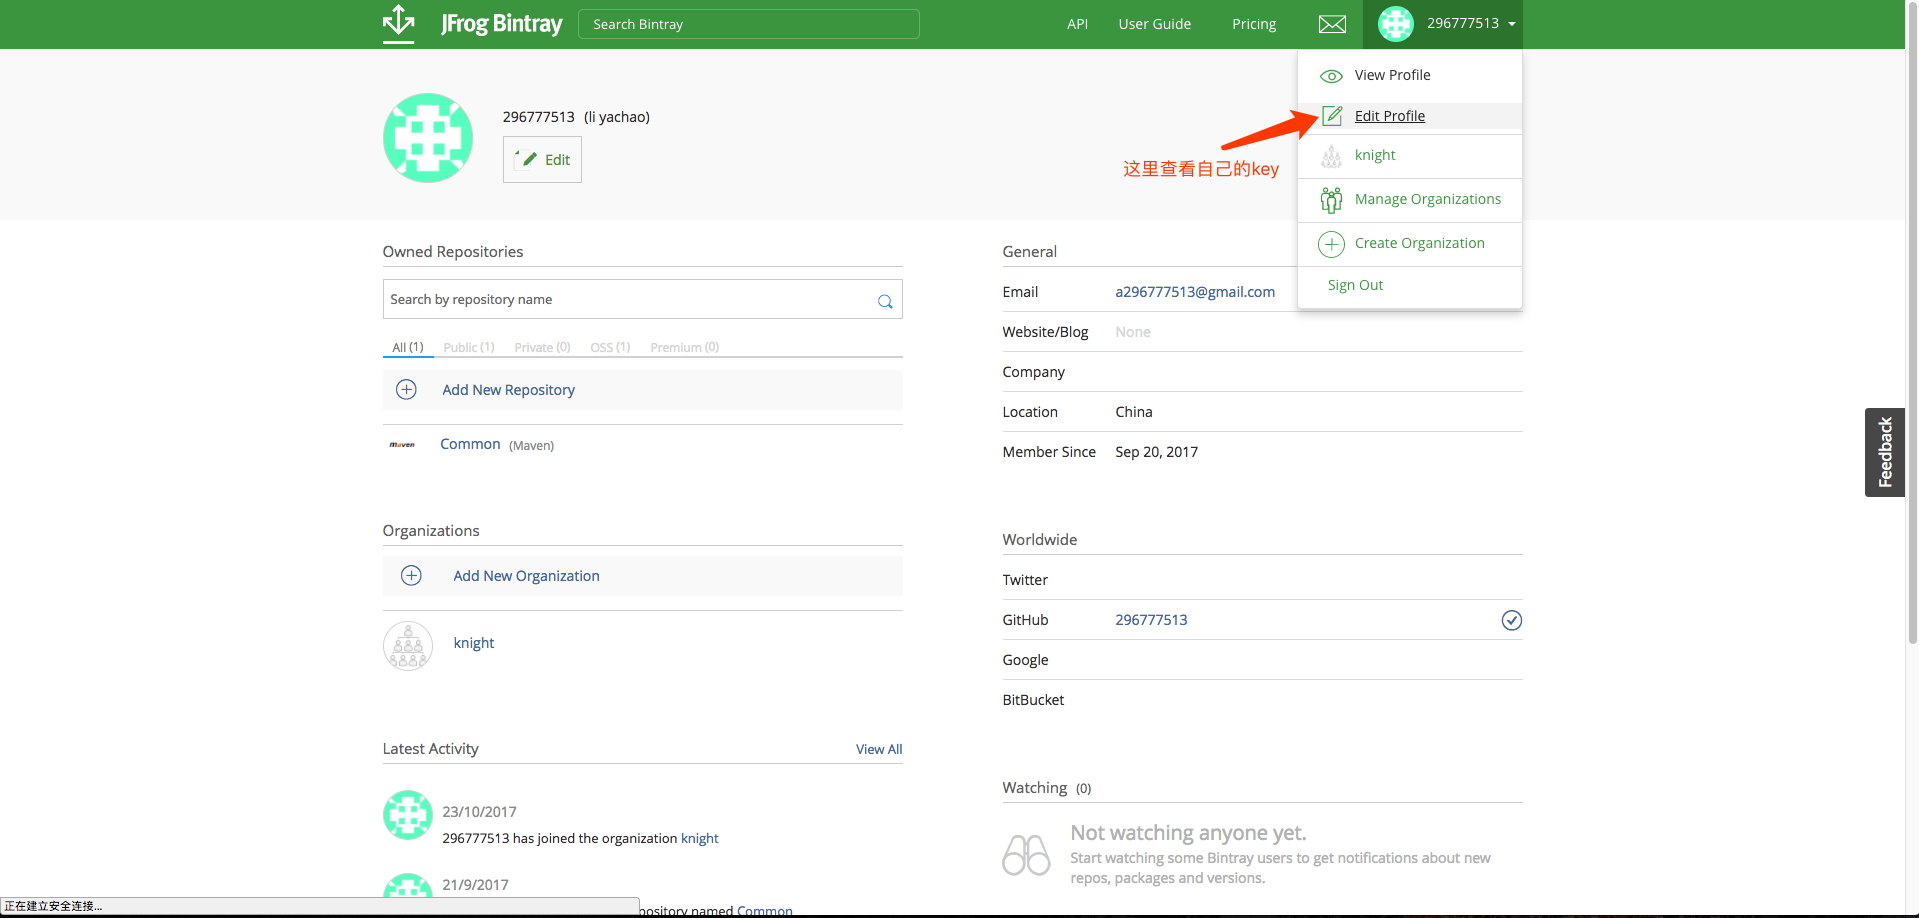 JFrog Bintray
Search Bintray
API
User Guide
Pricing
296777513
View Profile
Edit Profile
knight
Manage Organizations
Create Organization
Sign Out
这里查看自己的key
296777513 (li yachao)
Edit
Owned Repositories
Search by repository name
All (1)
Public (1)
Private (0)
OSS (1)
Premium (0)
Add New Repository
maven
Common (Maven)
Organizations
Add New Organization
knight
Latest Activity
View All
23/10/2017
296777513 has joined the organization knight
21/9/2017
pository named Common
General
Email a296777513@gmail.com
Website/Blog None
Company
Location China
Member Since Sep 20, 2017
Worldwide
Twitter
GitHub 296777513
Google
BitBucket
Watching (0)
Not watching anyone yet.
Start watching some Bintray users to get notifications about new
repos, packages and versions.
Feedback
正在建立安全连接...